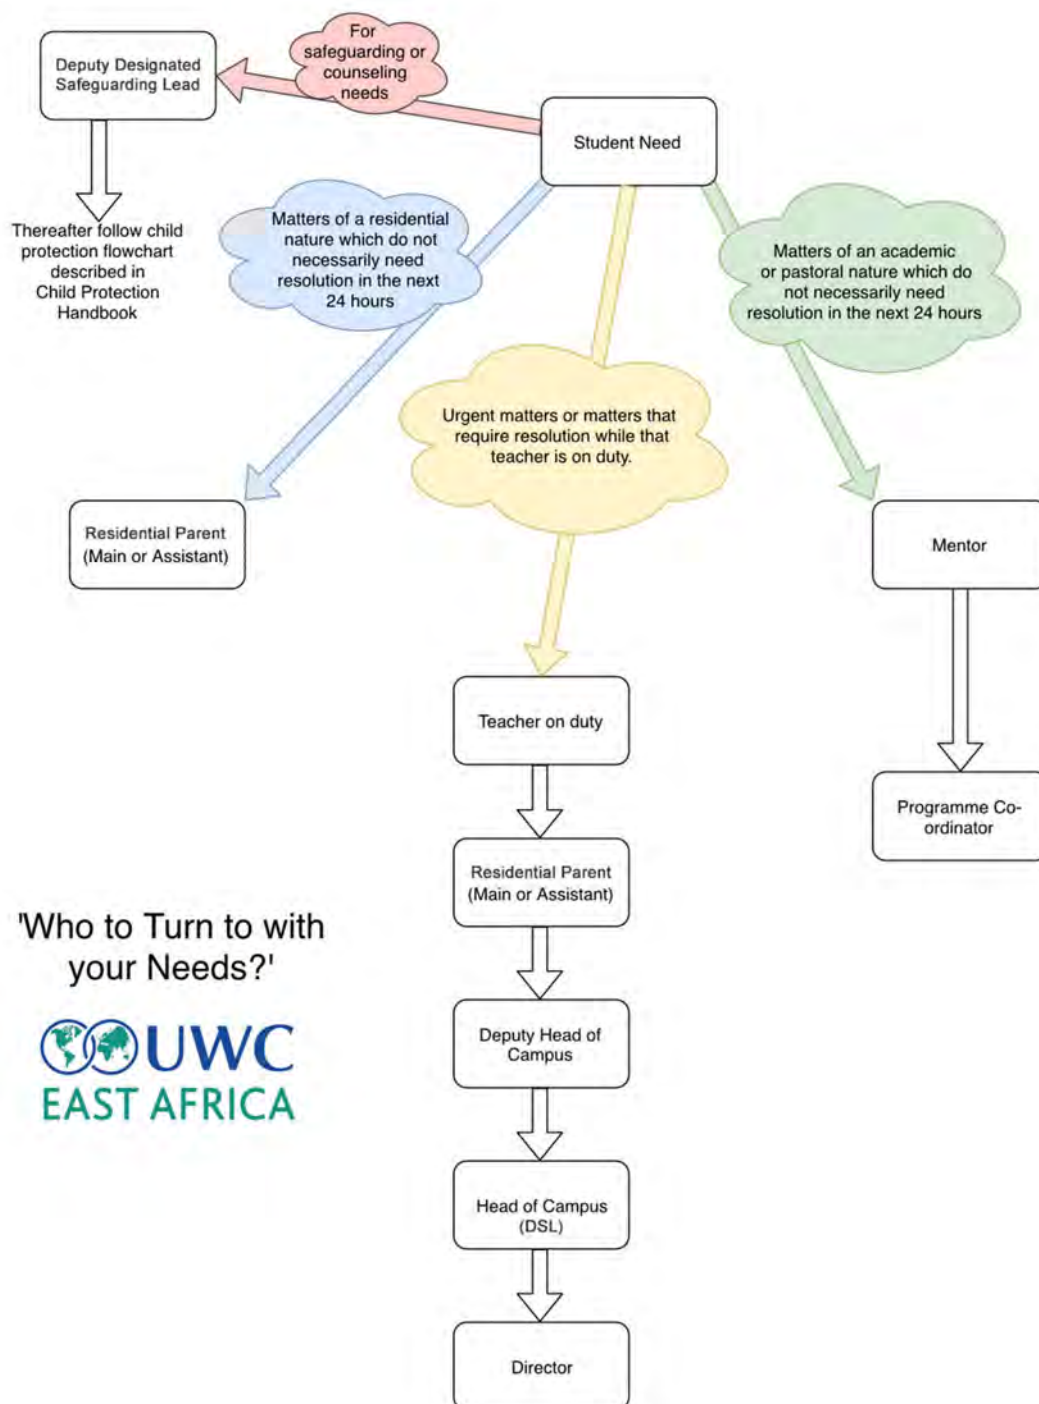 For
safeguarding or
counseling
needs
Deputy Designated
Safeguarding Lead
Student Need
Thereafter follow child
protection flowchart
described in
Child Protection
Handbook
Matters of a residential
nature which do not
necessarily need
resolution in the next
24 hours
Matters of an academic
or pastoral nature which do
not necessarily need
resolution in the next 24 hours
Urgent matters or matters that
require resolution while that
teacher is on duty.
Residential Parent
(Main or Assistant)
Mentor
Teacher on duty
Programme Co-
ordinator
Residential Parent
(Main or Assistant)
'Who to Turn to with
your Needs?'
UWC
EAST AFRICA
Deputy Head of
Campus
Head of Campus
(DSL)
Director